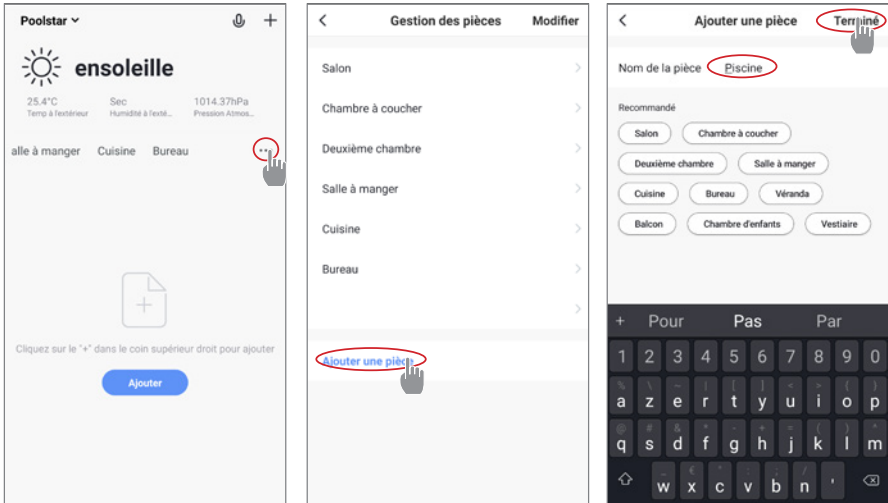 Poolstar
ensoleille
25.4°C Sec 1014.37hPa
Temp à l'extérieur Humidité à l'exté... Pression Atmos...
alle à manger Cuisine Bureau ...
Cliquez sur le "+" dans le coin supérieur droit pour ajouter
Ajouter
Gestion des pièces Modifier
Salon
Chambre à coucher
Deuxième chambre
Salle à manger
Cuisine
Bureau
Ajouter une pièce
Ajouter une pièce Terminé
Nom de la pièce Piscine
Recommandé
Salon Chambre à coucher
Deuxième chambre Salle à manger
Cuisine Bureau Véranda
Balcon Chambre d'enfants Vestiaire
+ Pour Pas Par
1 2 3 4 5 6 7 8 9 0
a z e r t y u i o p
q s d f g h j k l m
w x c v b n '